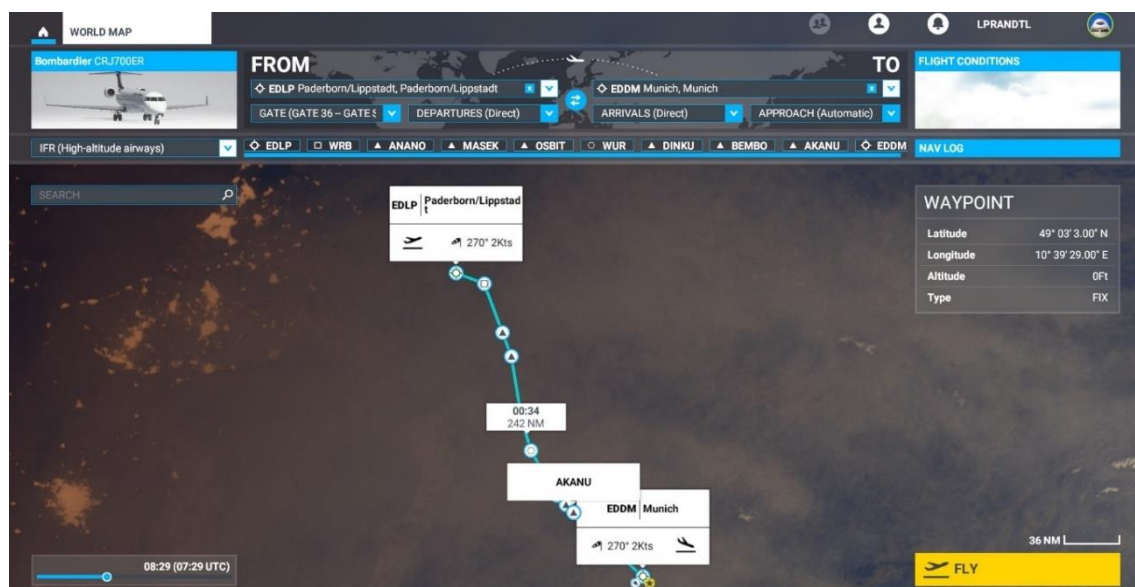 WORLD MAP
LPRANDTL
Bombardier CRJ700ER
FROM
TO
EDLP Paderborn/Lippstadt, Paderborn/Lippstadt
EDDM Munich, Munich
GATE (GATE 36 – GATE S
DEPARTURES (Direct)
ARRIVALS (Direct)
APPROACH (Automatic)
FLIGHT CONDITIONS
IFR (High-altitude airways)
EDLP WRB ANANO MASEK OSBIT WUR DINKU BEMBO AKANU EDDM
NAV LOG
SEARCH
EDLP Paderborn/Lippstad
t
270° 2Kts
WAYPOINT
Latitude 49° 03' 3.00" N
Longitude 10° 39' 29.00" E
Altitude 0Ft
Type FIX
00:34
242 NM
AKANU
EDDM Munich
270° 2Kts
36 NM
08:29 (07:29 UTC)
FLY